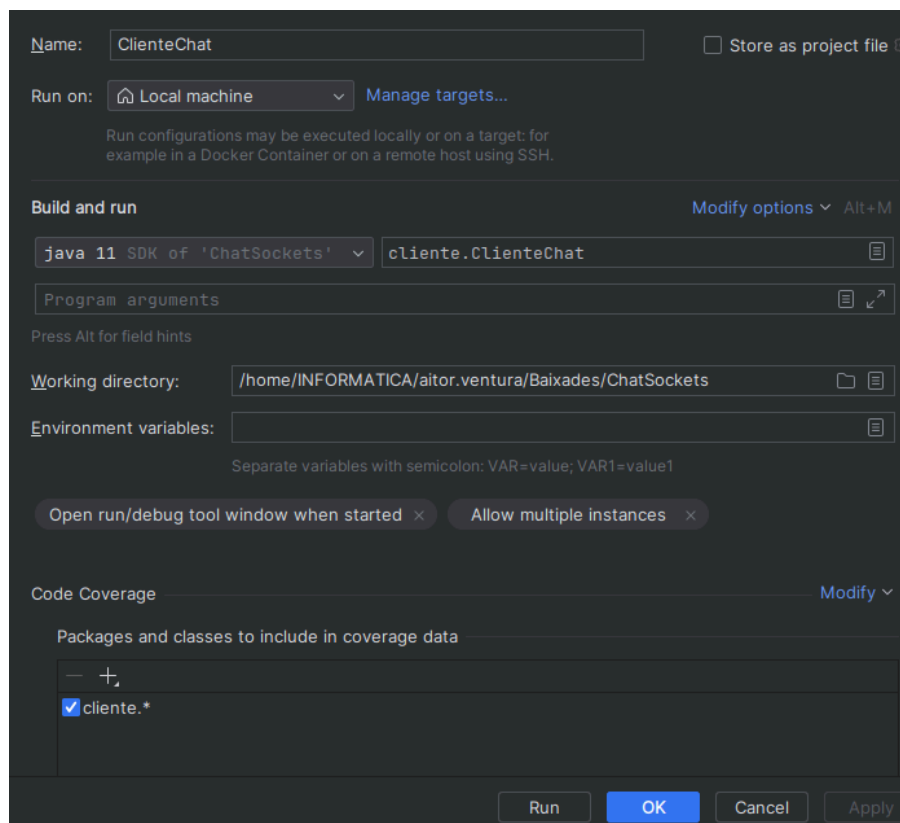 Name: ClienteChat Store as project file
Run on: Local machine Manage targets...
Run configurations may be executed locally or on a target: for
example in a Docker Container or on a remote host using SSH.
Build and run Modify options Alt+M
java 11 SDK of 'ChatSockets' cliente.ClienteChat
Program arguments
Press Alt for field hints
Working directory: /home/INFORMATICA/aitor.ventura/Baixades/ChatSockets
Environment variables:
Separate variables with semicolon: VAR=value; VAR1=value1
Open run/debug tool window when started × Allow multiple instances ×
Code Coverage Modify
Packages and classes to include in coverage data
cliente.*
Run OK Cancel Apply